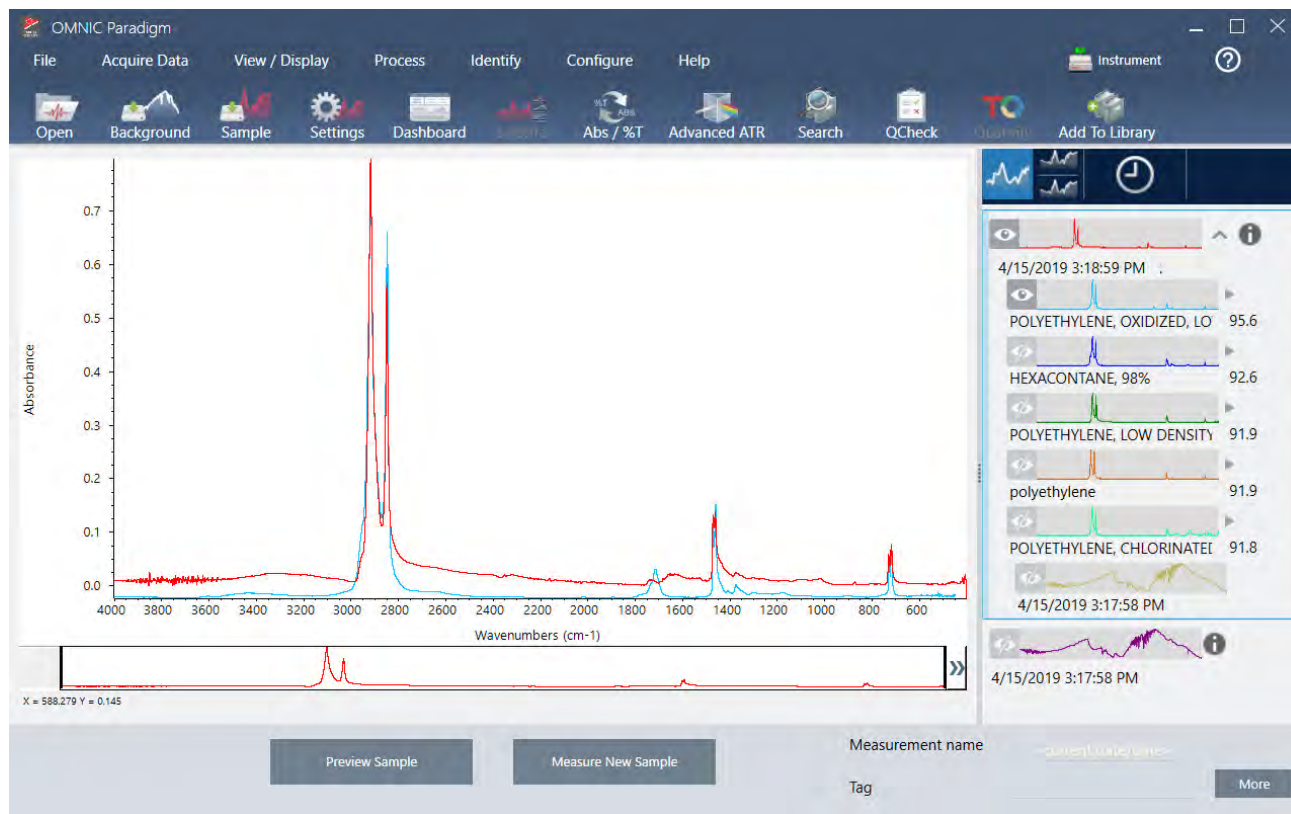 OMNIC Paradigm
File Acquire Data View / Display Process Identify Configure Help Instrument
Open Background Sample Settings Dashboard Abs / %T Advanced ATR Search QCheck Add To Library
%T ABS
TQ
4/15/2019 3:18:59 PM .
POLYETHYLENE, OXIDIZED, LO 95.6
HEXACONTANE, 98% 92.6
POLYETHYLENE, LOW DENSITY 91.9
polyethylene 91.9
POLYETHYLENE, CHLORINATE 91.8
4/15/2019 3:17:58 PM
4/15/2019 3:17:58 PM
Absorbance
0.7
0.6
0.5
0.4
0.3
0.2
0.1
0.0
4000 3800 3600 3400 3200 3000 2800 2600 2400 2200 2000 1800 1600 1400 1200 1000 800 600
Wavenumbers (cm-1)
X = 588.279 Y = 0.145
Preview Sample Measure New Sample
Measurement name
Tag
More